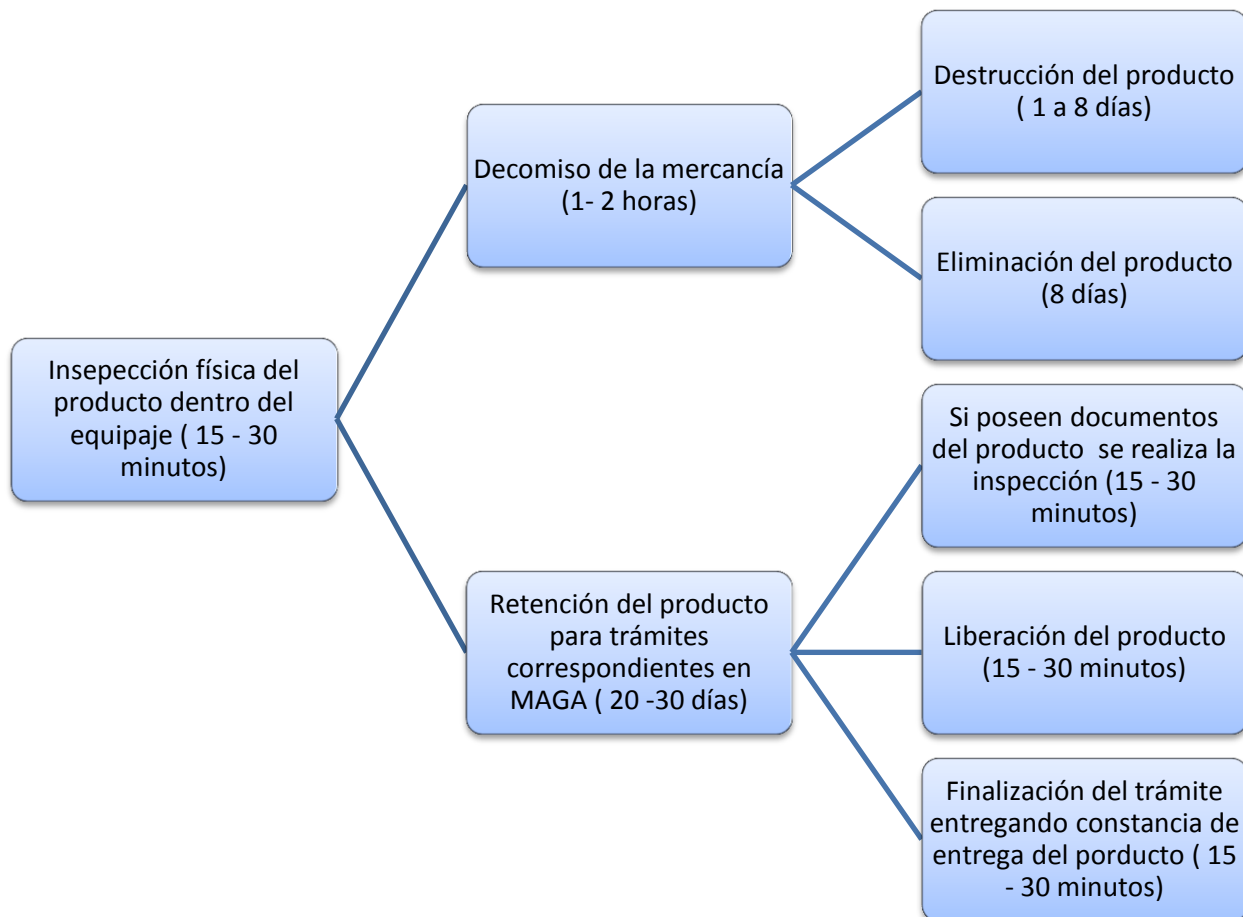 Insepección física del
producto dentro del
equipaje ( 15 - 30
minutos)
Decomiso de la mercancía
(1- 2 horas)
Destrucción del producto
( 1 a 8 días)
Eliminación del producto
(8 días)
Retención del producto
para trámites
correspondientes en
MAGA ( 20 -30 días)
Si poseen documentos
del producto  se realiza la
inspección (15 - 30
minutos)
Liberación del producto
(15 - 30 minutos)
Finalización del trámite
entregando constancia de
entrega del porducto ( 15
- 30 minutos)